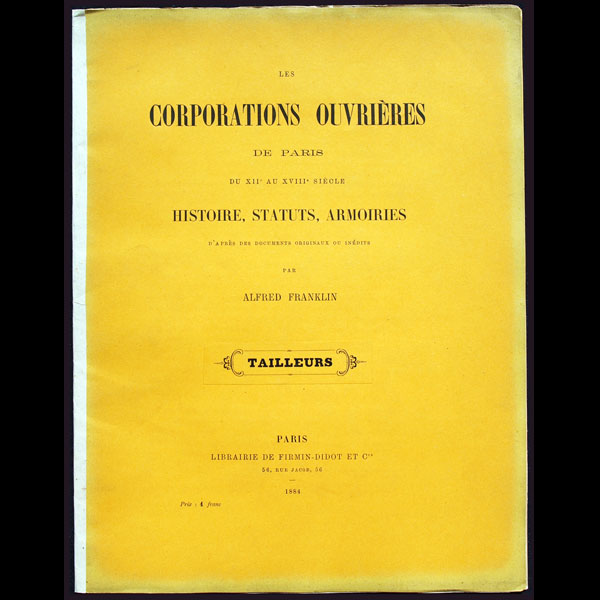 LES
CORPORATIONS OUVRIÈRES
DE PARIS
DU XIIᵉ AU XVIIIᵉ SIÈCLE
HISTOIRE, STATUTS, ARMOIRIES
D'APRÈS DES DOCUMENTS ORIGINAUX OU INÉDITS
PAR
ALFRED FRANKLIN
TAILLEURS
PARIS
LIBRAIRIE DE FIRMIN-DIDOT ET Cⁱᵉ
56, RUE JACOB, 56
1884
Prix : 4 franc